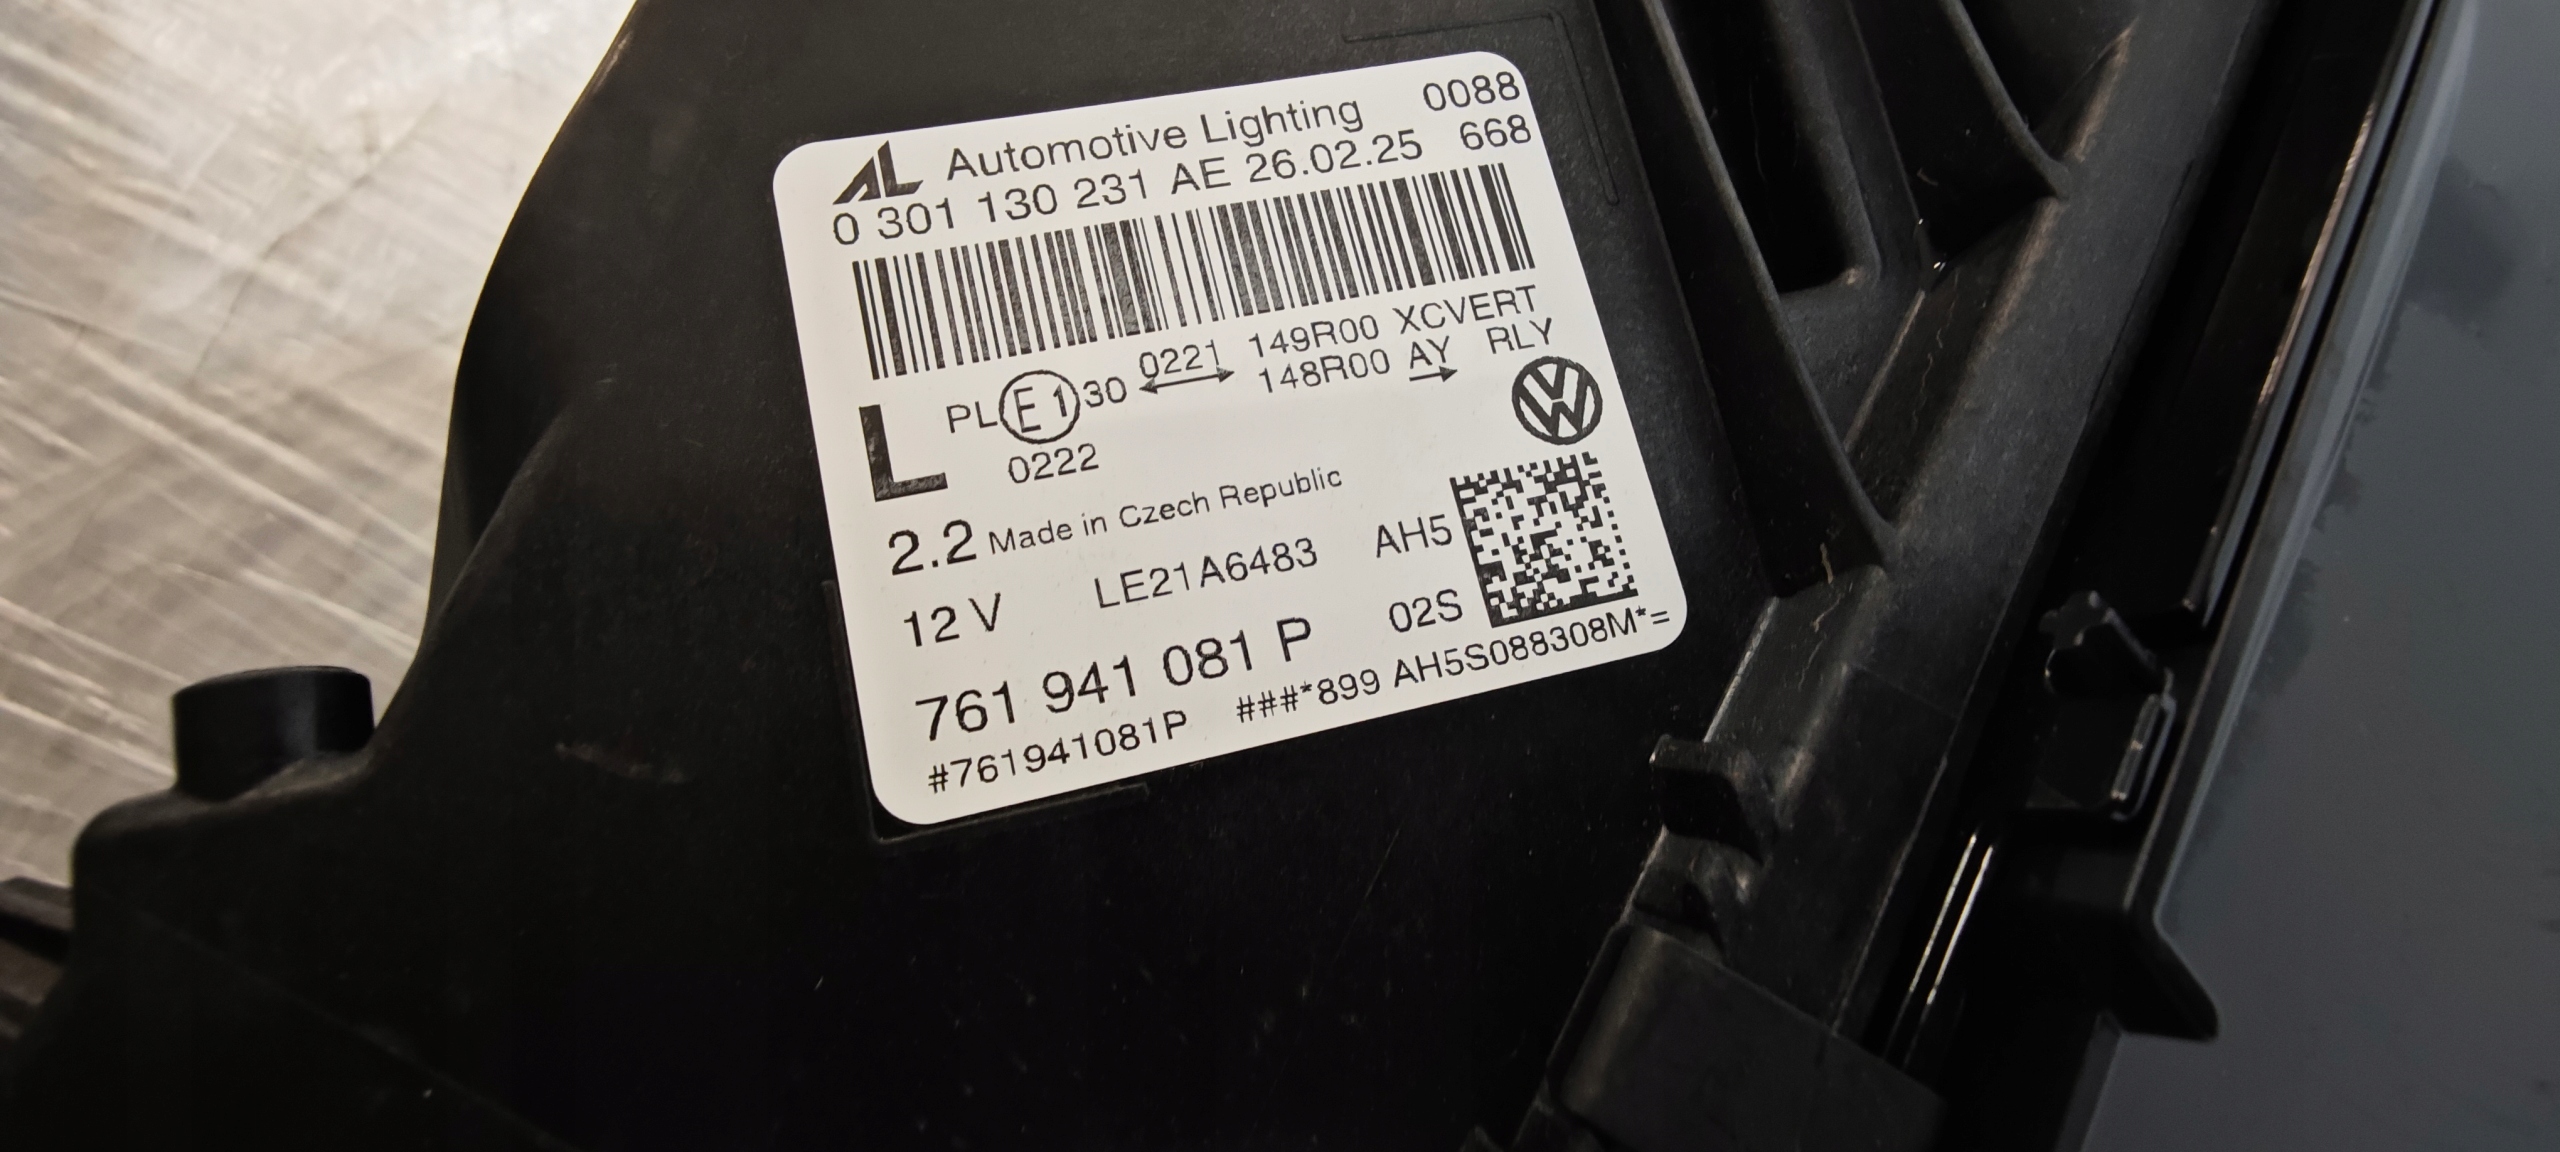 AL Automotive Lighting 0088
0 301 130 231 AE 26.02.25 668
0221 149R00 XCVERT
PL E1 30 148R00 AY RLY
L
0222
2.2 Made in Czech Republic
12 V LE21A6483 AH5
02S
761 941 081 P
#761941081P ###*899 AH5S088308M*=